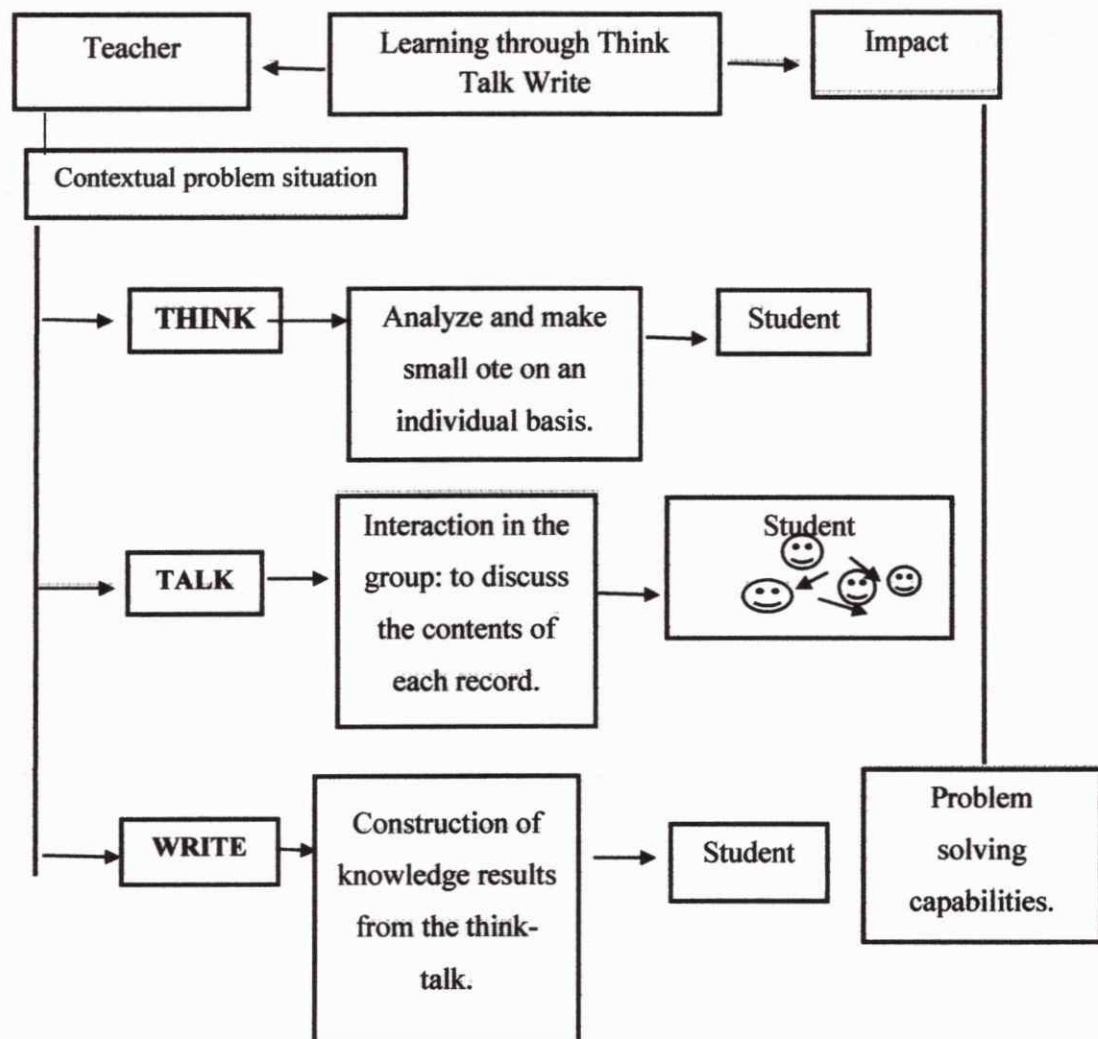 Teacher
Learning through Think
Talk Write
Impact
Contextual problem situation
THINK
Analyze and make
small ote on an
individual basis.
Student
TALK
Interaction in the
group: to discuss
the contents of
each record.
Student
WRITE
Construction of
knowledge results
from the think-
talk.
Student
Problem
solving
capabilities.